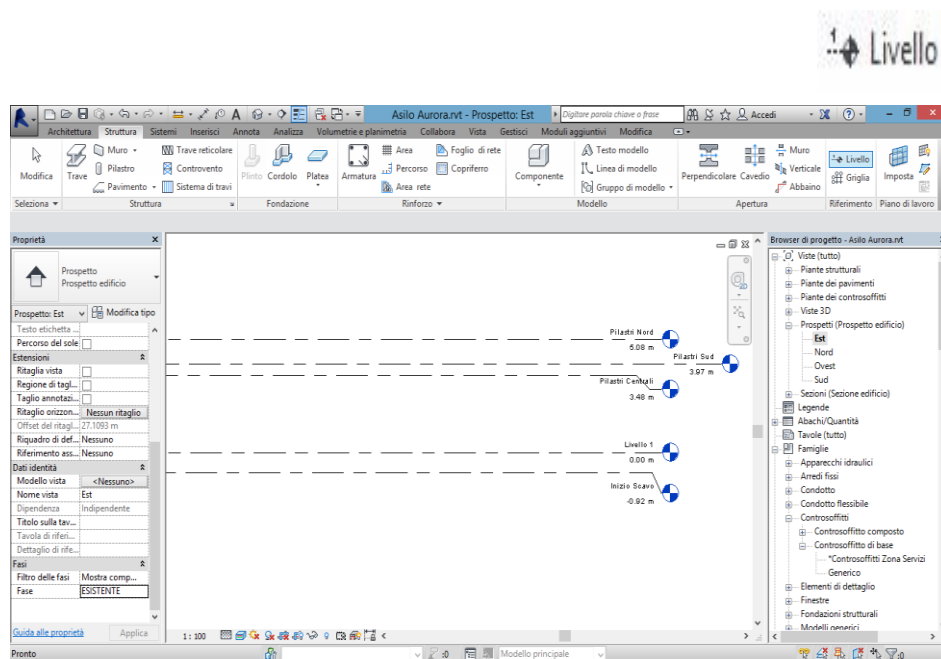 1 Livello
Asilo Aurora.rvt - Prospetto: Est
Digitare parola chiave o frase
Accedi
Architettura Struttura Sistemi Inserisci Annota Analizza Volumetrie e planimetria Collabora Vista Gestisci Moduli aggiuntivi Modifica
Muro Trave reticolare Area Foglio di rete Testo modello Muro
Livello
Pilastro Controvento Percorso Copriferro Linea di modello Verticale
Modifica Trave Plinto Cordolo Platea Armatura Componente Perpendicolare Cavedio Griglia Imposta
Pavimento Sistema di travi Area rete Gruppo di modello Abbaino
Seleziona Struttura Fondazione Rinforzo Modello Apertura Riferimento Piano di lavoro
Proprietà
Prospetto
Prospetto edificio
Prospetto: Est Modifica tipo
Testo etichetta ...
Percorso del sole
Estensioni
Ritaglia vista
Regione di tagl...
Taglio annotazi...
Ritaglio orizzon... Nessun ritaglio
Offset del ritagl... 27.1093 m
Riquadro di def... Nessuno
Riferimento ass... Nessuno
Dati identità
Modello vista <Nessuno>
Nome vista Est
Dipendenza Indipendente
Titolo sulla tav...
Tavola di riferi...
Dettaglio di rife...
Fasi
Filtro delle fasi Mostra comp...
Fase ESISTENTE
Guida alle proprietà Applica
Pilastri Nord
5.08 m
Pilastri Sud
3.97 m
Pilastri Centrali
3.48 m
Livello 1
0.00 m
Inizio Scavo
-0.92 m
1 : 100
Browser di progetto - Asilo Aurora.rvt
Viste (tutto)
Piante strutturali
Piante dei pavimenti
Piante dei controsoffitti
Viste 3D
Prospetti (Prospetto edificio)
Est
Nord
Ovest
Sud
Sezioni (Sezione edificio)
Legende
Abachi/Quantità
Tavole (tutto)
Famiglie
Apparecchi idraulici
Arredi fissi
Condotto
Condotto flessibile
Controsoffitti
Controsoffitto composto
Controsoffitto di base
*Controsoffitti Zona Servizi
Generico
Elementi di dettaglio
Finestre
Fondazioni strutturali
Modelli generici
Pronto :0 Modello principale :0